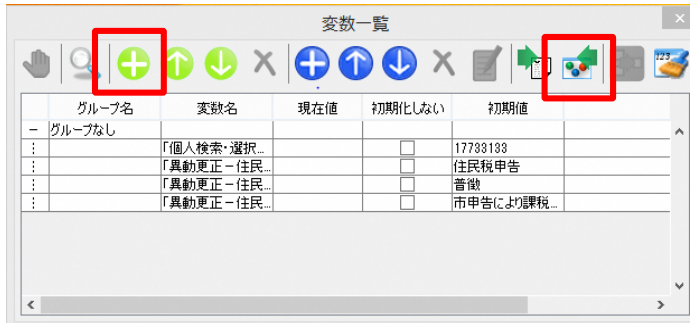 変数一覧
×
123
グループ名 変数名 現在値 初期化しない 初期値
− グループなし
「個人検索・選択... 17733133
「異動更正−住民... 住民税申告
「異動更正−住民... 普徴
「異動更正−住民... 市申告により課税...